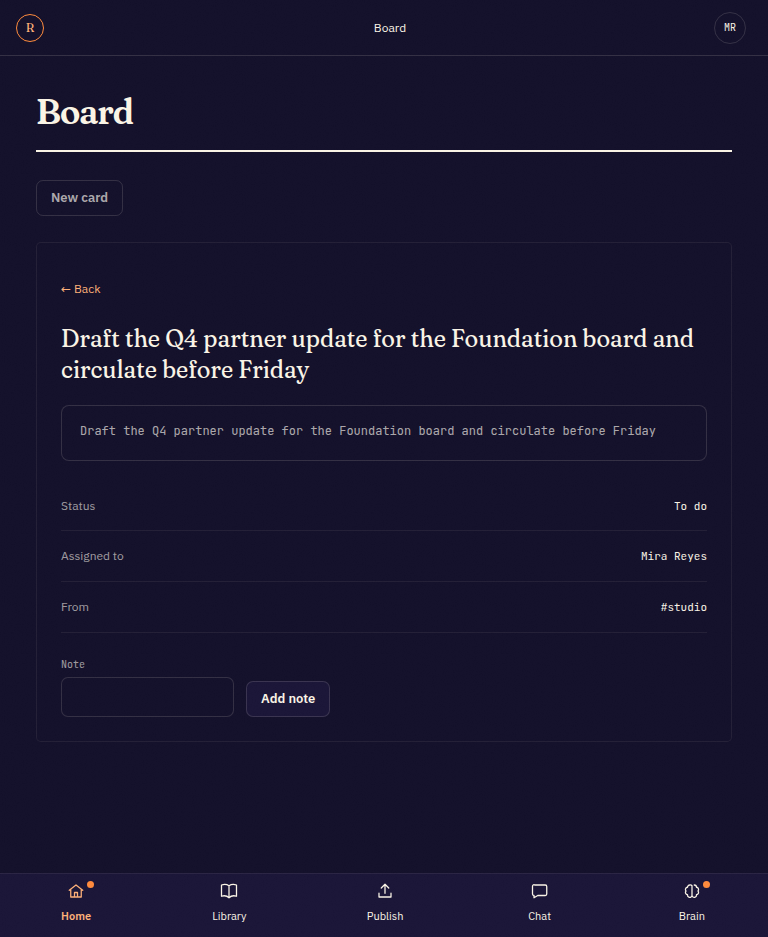 R
Board
MR
Board
New card
← Back
Draft the Q4 partner update for the Foundation board and
circulate before Friday
Draft the Q4 partner update for the Foundation board and circulate before Friday
Status
To do
Assigned to
Mira Reyes
From
#studio
Note
Add note
Home
Library
Publish
Chat
Brain